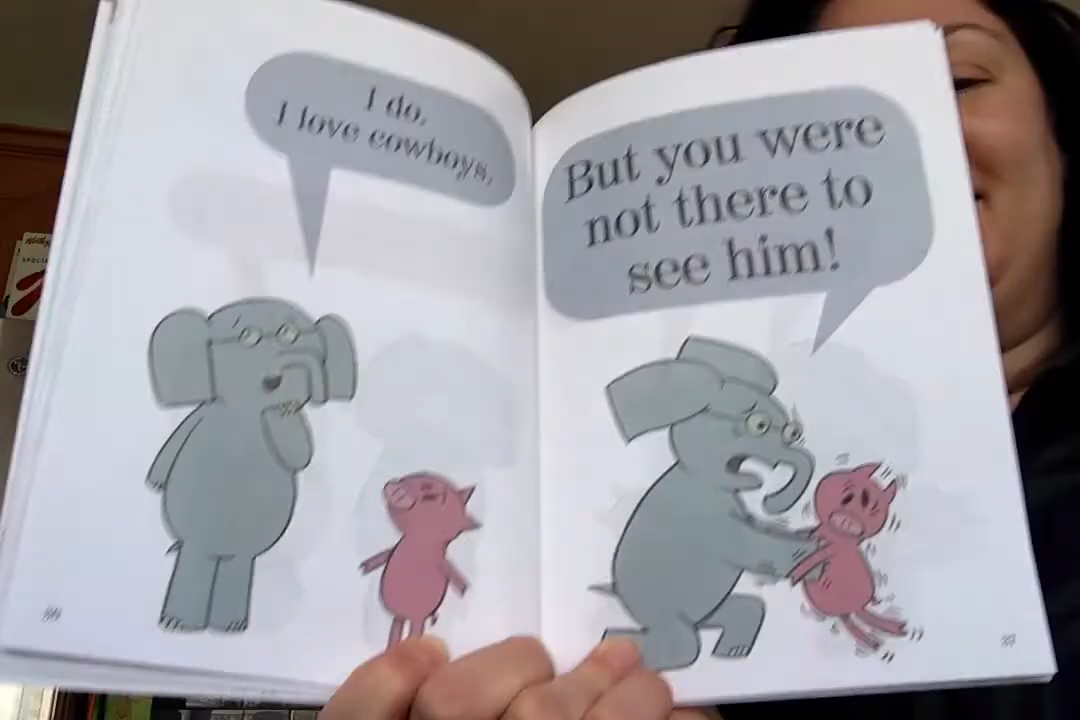 I do,
I love cowboys,
But you were
not there to
see him!